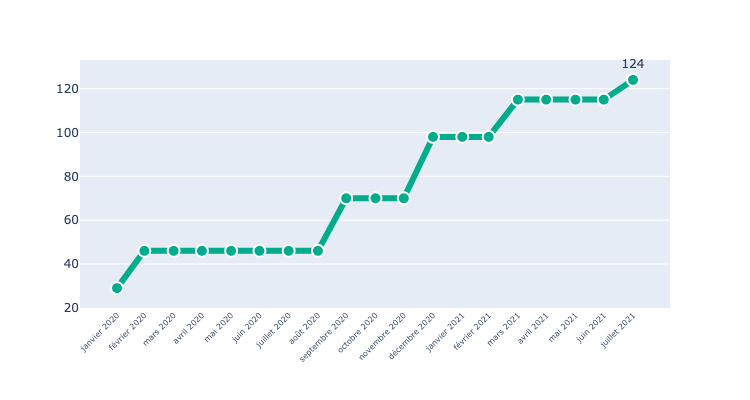 124
120
100
80
60
40
20
janvier 2020
février 2020
mars 2020
avril 2020
mai 2020
juin 2020
juillet 2020
août 2020
septembre 2020
octobre 2020
novembre 2020
décembre 2020
janvier 2021
février 2021
mars 2021
avril 2021
mai 2021
juin 2021
juillet 2021